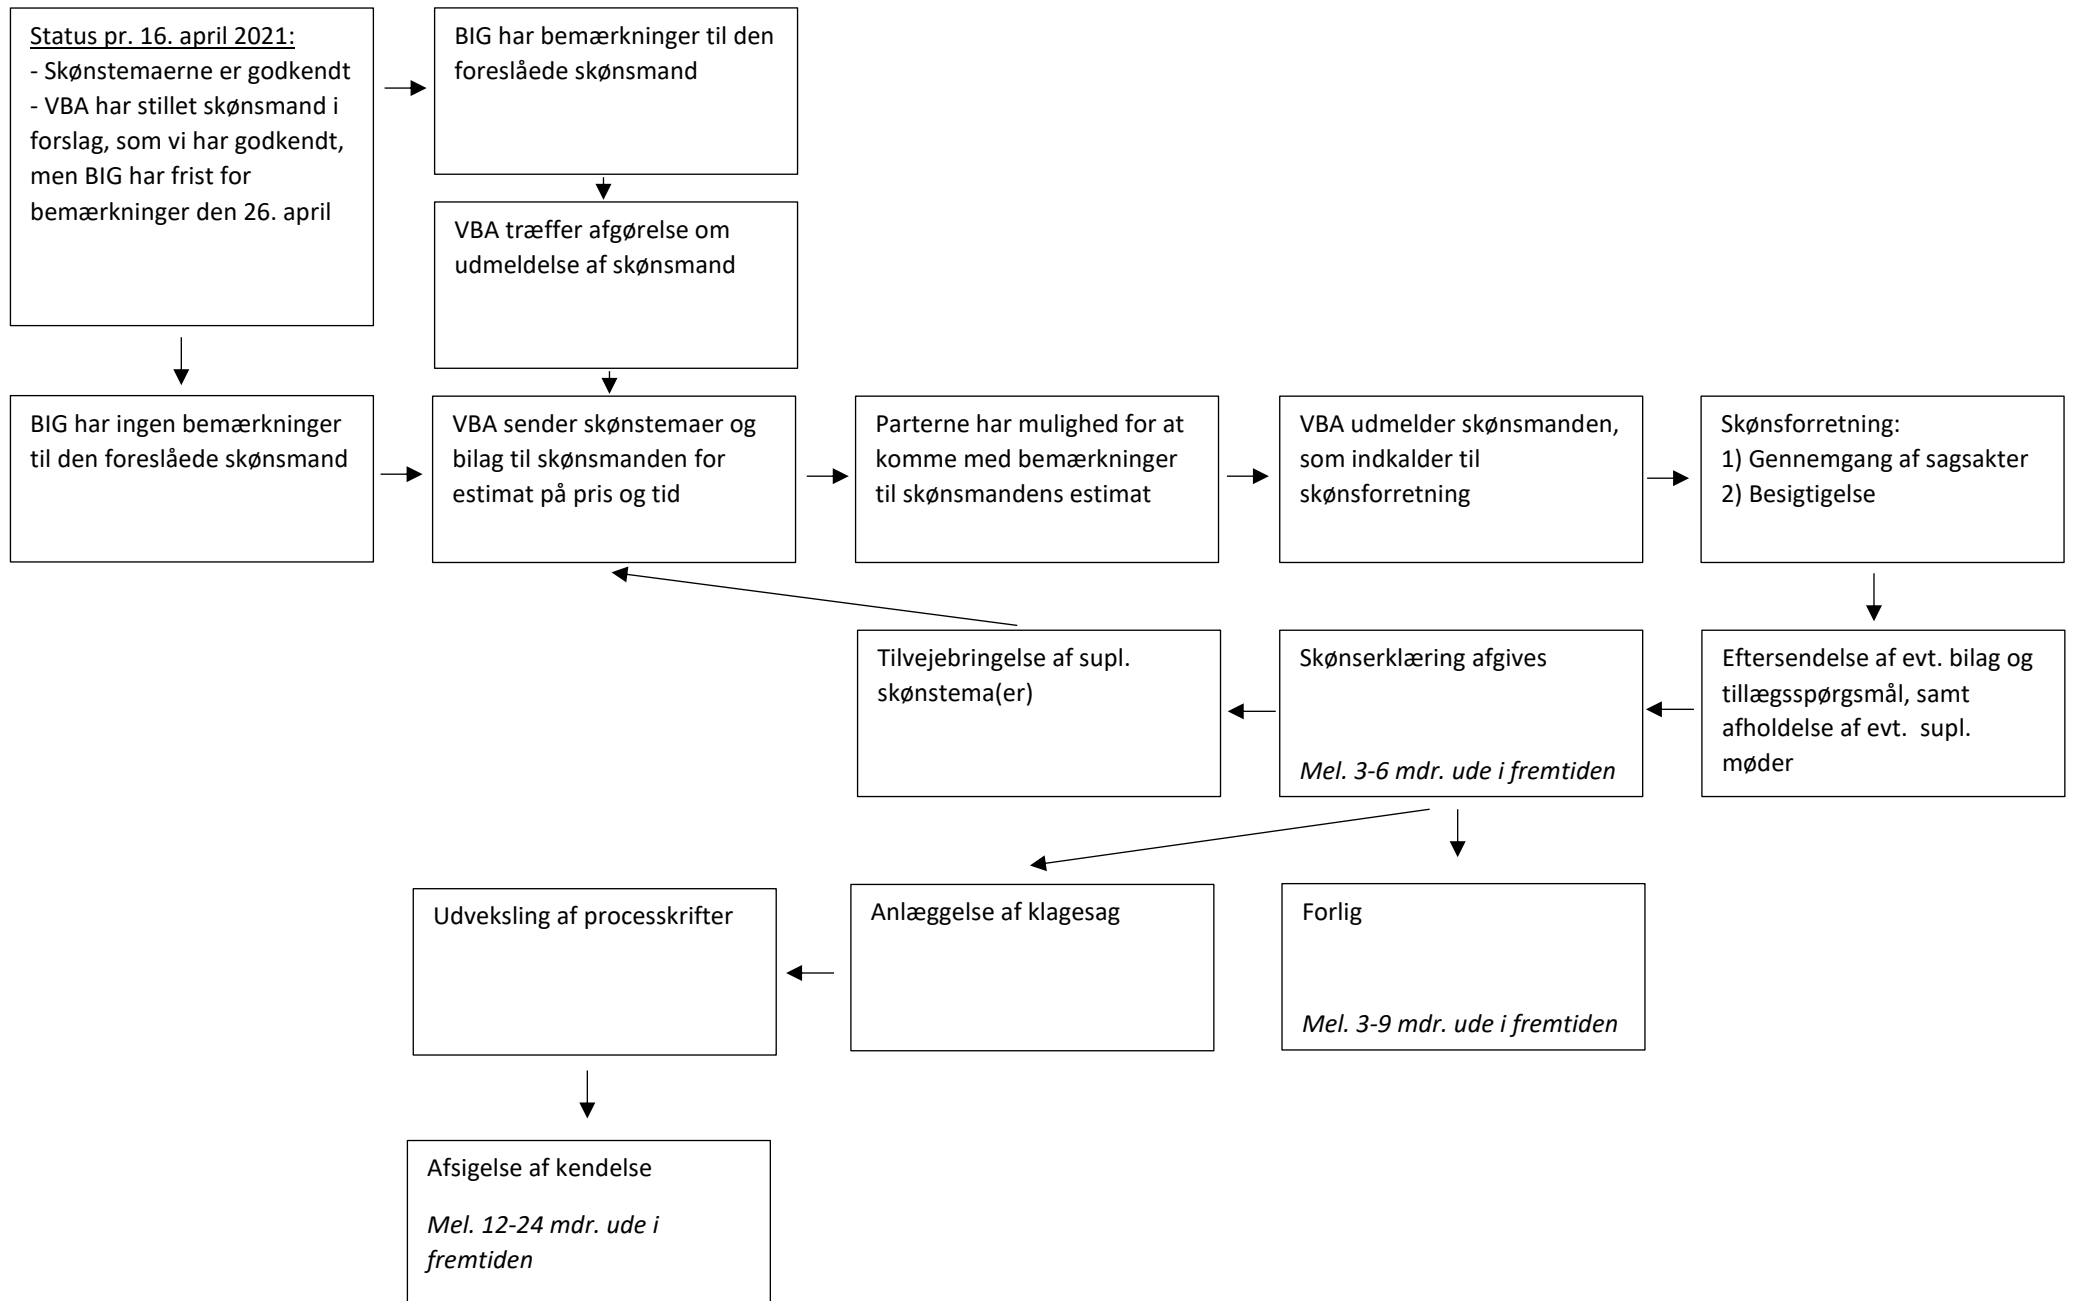 Status pr. 16. april 2021:
- Skønstemaerne er godkendt
- VBA har stillet skønsmand i
forslag, som vi har godkendt,
men BIG har frist for
bemærkninger den 26. april
BIG har bemærkninger til den
foreslåede skønsmand
VBA træffer afgørelse om
udmeldelse af skønsmand
BIG har ingen bemærkninger
til den foreslåede skønsmand
VBA sender skønstemaer og
bilag til skønsmanden for
estimat på pris og tid
Parterne har mulighed for at
komme med bemærkninger
til skønsmandens estimat
VBA udmelder skønsmanden,
som indkalder til
skønsforretning
Skønsforretning:
1) Gennemgang af sagsakter
2) Besigtigelse
Eftersendelse af evt. bilag og
tillægsspørgsmål, samt
afholdelse af evt.  supl.
møder
Skønserklæring afgives
Mel. 3-6 mdr. ude i fremtiden
Tilvejebringelse af supl.
skønstema(er)
Forlig
Mel. 3-9 mdr. ude i fremtiden
Anlæggelse af klagesag
Udveksling af processkrifter
Afsigelse af kendelse
Mel. 12-24 mdr. ude i
fremtiden